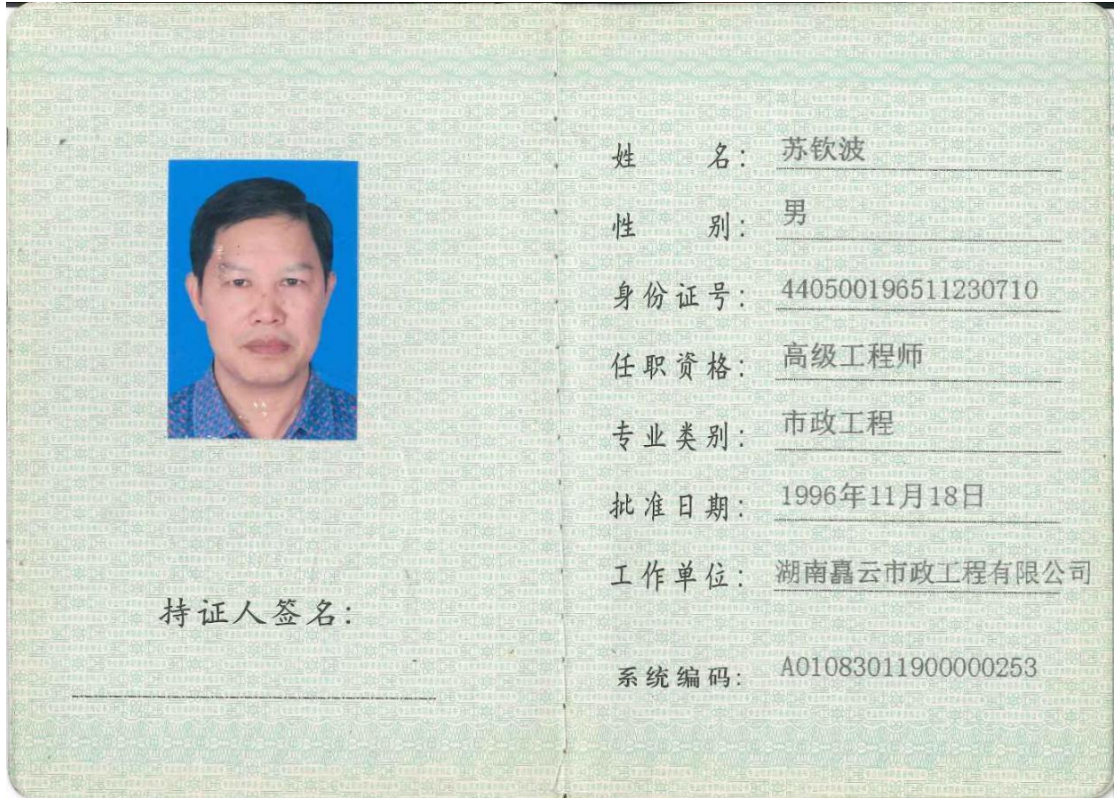 姓名： 苏钦波
性别： 男
身份证号： 440500196511230710
任职资格： 高级工程师
专业类别： 市政工程
批准日期： 1996年11月18日
工作单位： 湖南嚞云市政工程有限公司
系统编码： A01083011900000253
持证人签名：